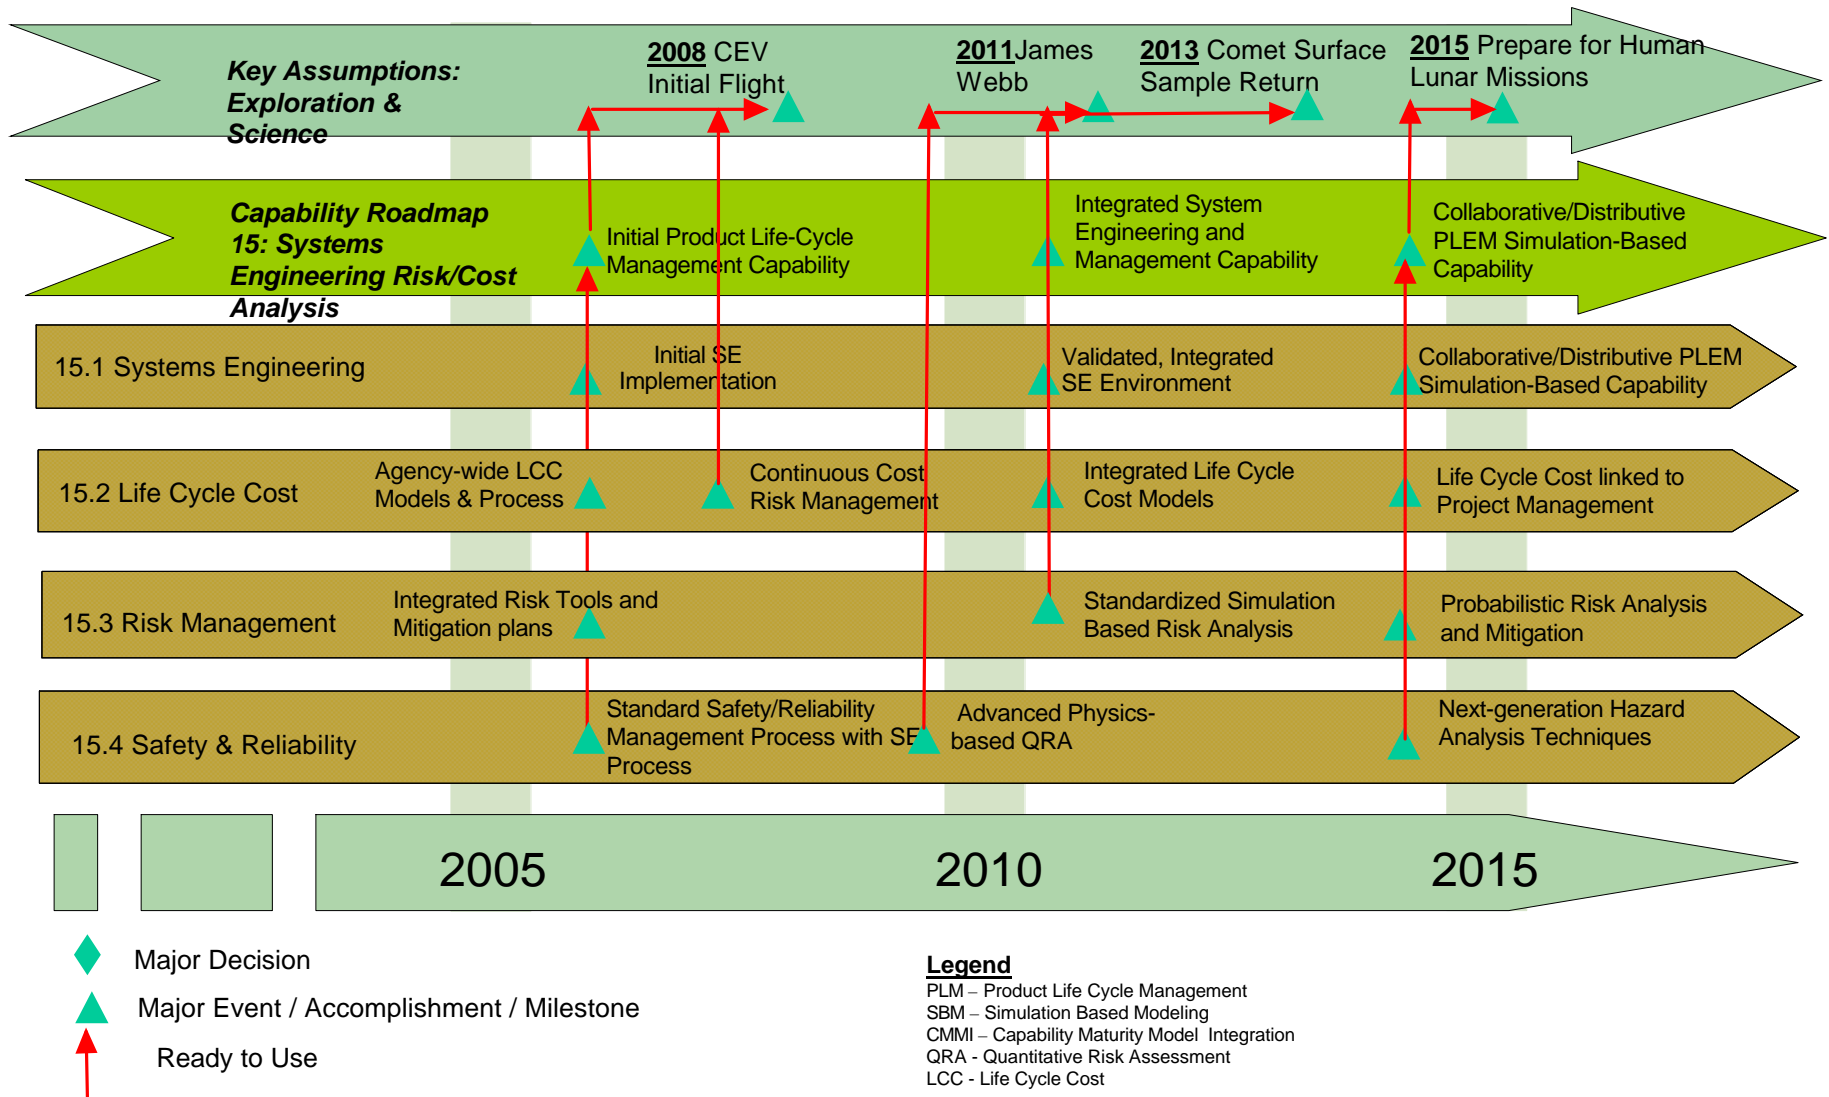 Key Assumptions:
Exploration &
Science
2008 CEV
Initial Flight
2011James
Webb
2013 Comet Surface
Sample Return
2015 Prepare for Human
Lunar Missions
Capability Roadmap
15: Systems
Engineering Risk/Cost
Analysis
Initial Product Life-Cycle
Management Capability
Integrated System
Engineering and
Management Capability
Collaborative/Distributive
PLEM Simulation-Based
Capability
15.1 Systems Engineering
Initial SE
Implementation
Validated, Integrated
SE Environment
Collaborative/Distributive PLEM
Simulation-Based Capability
15.2 Life Cycle Cost
Agency-wide LCC
Models & Process
Continuous Cost
Risk Management
Integrated Life Cycle
Cost Models
Life Cycle Cost linked to
Project Management
15.3 Risk Management
Integrated Risk Tools and
Mitigation plans
Standardized Simulation
Based Risk Analysis
Probabilistic Risk Analysis
and Mitigation
15.4 Safety & Reliability
Standard Safety/Reliability
Management Process with SE
Process
Advanced Physics-
based QRA
Next-generation Hazard
Analysis Techniques
2005
2010
2015
Major Decision
Major Event / Accomplishment / Milestone
Ready to Use
Legend
PLM – Product Life Cycle Management
SBM – Simulation Based Modeling
CMMI – Capability Maturity Model Integration
QRA - Quantitative Risk Assessment
LCC - Life Cycle Cost